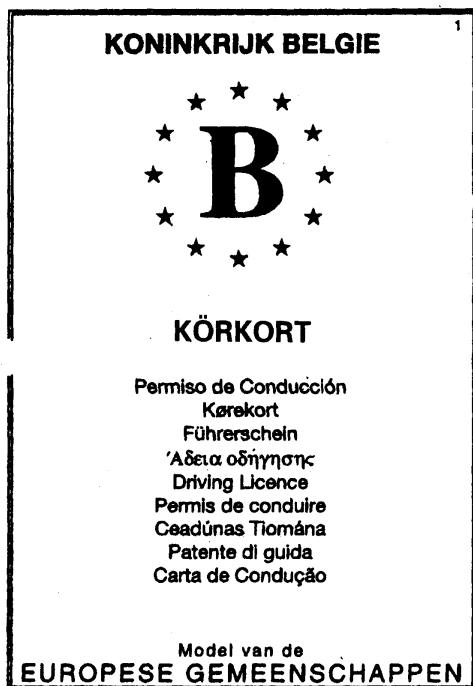 1
KONINKRIJK BELGIE
B
KÖRKORT
Permiso de Conducción
Kørekort
Führerschein
Άδεια οδήγησης
Driving Licence
Permis de conduire
Ceadúnas Tiomána
Patente di guida
Carta de Condução
Model van de
EUROPESE GEMEENSCHAPPEN